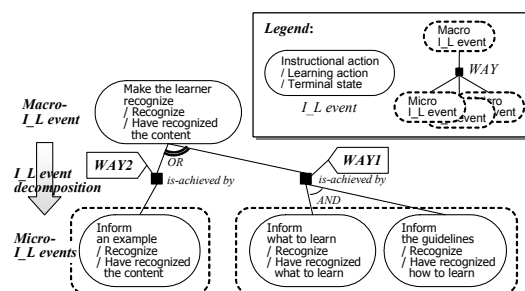 Legend:
Instructional action
/ Learning action
/ Terminal state
I_L event
Macro
I_L event
WAY
Micro
I_L event
Macro-
I_L event
Make the learner
recognize
/ Recognize
/ Have recognized
the content
OR
WAY2
WAY1
is-achieved by
is-achieved by
AND
I_L event
decomposition
Micro-
I_L events
Inform
an example
/ Recognize
/ Have recognized
the content
Inform
what to learn
/ Recognize
/ Have recognized
what to learn
Inform
the guidelines
/ Recognize
/ Have recognized
how to learn